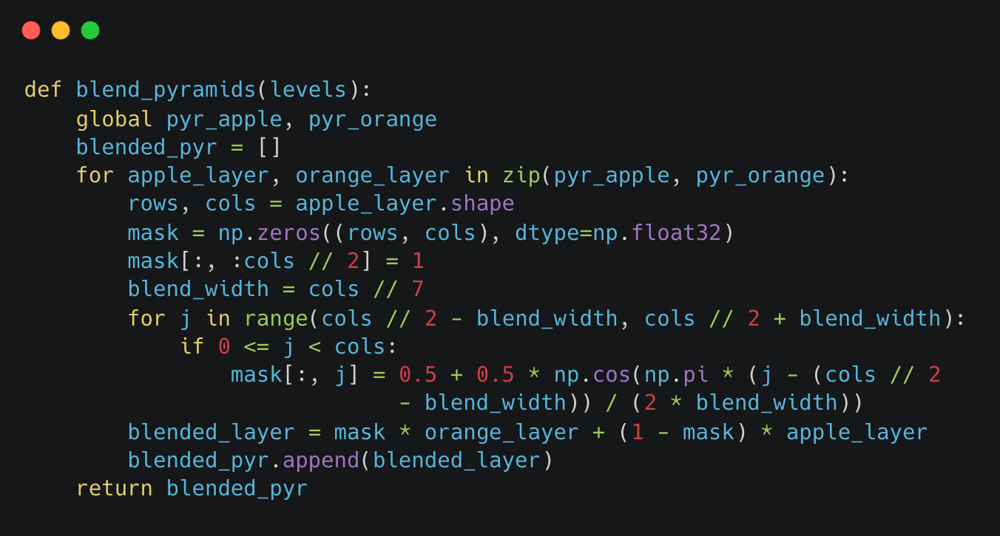 def blend_pyramids(levels):
    global pyr_apple, pyr_orange
    blended_pyr = []
    for apple_layer, orange_layer in zip(pyr_apple, pyr_orange):
        rows, cols = apple_layer.shape
        mask = np.zeros((rows, cols), dtype=np.float32)
        mask[:, :cols // 2] = 1
        blend_width = cols // 7
        for j in range(cols // 2 - blend_width, cols // 2 + blend_width):
            if 0 <= j < cols:
                mask[:, j] = 0.5 + 0.5 * np.cos(np.pi * (j - (cols // 2
                             - blend_width)) / (2 * blend_width))
        blended_layer = mask * orange_layer + (1 - mask) * apple_layer
        blended_pyr.append(blended_layer)
    return blended_pyr